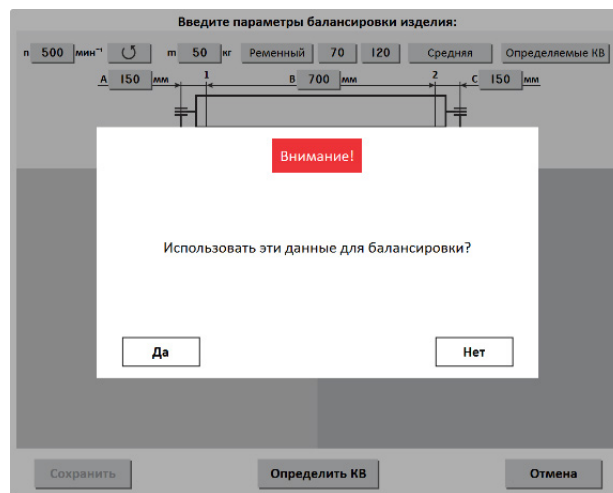 Введите параметры балансировки изделия:
n 500 мин⁻¹ m 50 кг Ременный 70 120 Средняя Определяемые КВ
A 150 мм 1 B 700 мм 2 C 150 мм
Внимание!
Использовать эти данные для балансировки?
Да Нет
Сохранить Определить КВ Отмена